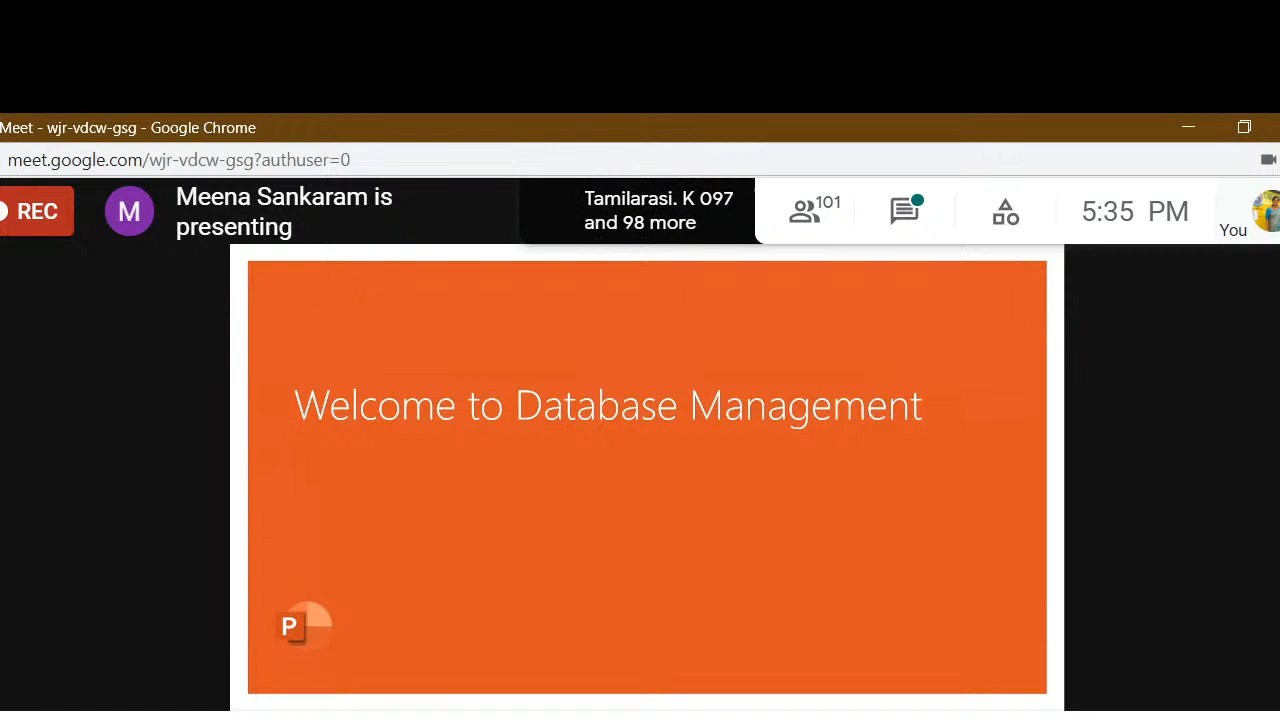 Meet - wjr-vdcw-gsg - Google Chrome
meet.google.com/wjr-vdcw-gsg?authuser=0
REC
M
Meena Sankaram is
presenting
Tamilarasi. K 097
and 98 more
101
5:35 PM
You
Welcome to Database Management
P